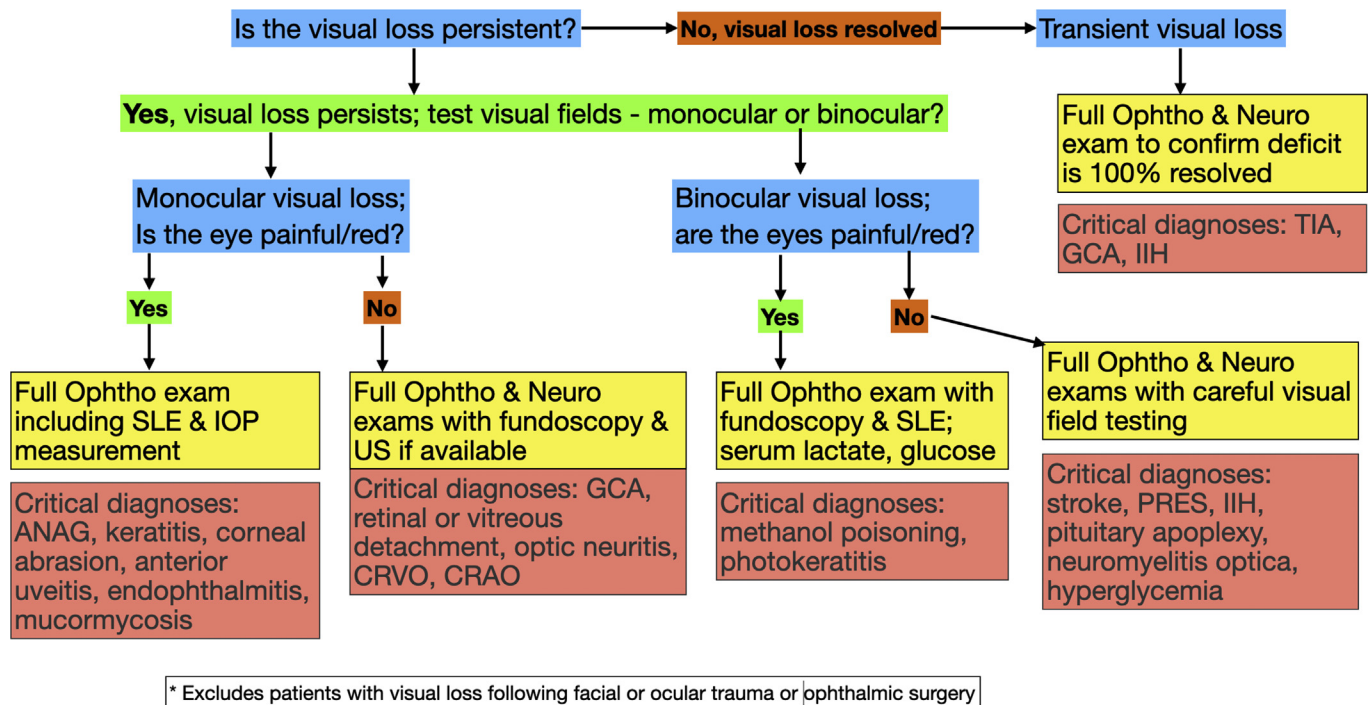 Is the visual loss persistent?
No, visual loss resolved
Transient visual loss
Yes, visual loss persists; test visual fields - monocular or binocular?
Full Ophtho & Neuro
exam to confirm deficit
is 100% resolved
Critical diagnoses: TIA,
GCA, IIH
Monocular visual loss;
Is the eye painful/red?
Binocular visual loss;
are the eyes painful/red?
Yes
No
Yes
No
Full Ophtho exam
including SLE & IOP
measurement
Critical diagnoses:
ANAG, keratitis, corneal
abrasion, anterior
uveitis, endophthalmitis,
mucormycosis
Full Ophtho & Neuro
exams with fundoscopy &
US if available
Critical diagnoses: GCA,
retinal or vitreous
detachment, optic neuritis,
CRVO, CRAO
Full Ophtho exam with
fundoscopy & SLE;
serum lactate, glucose
Critical diagnoses:
methanol poisoning,
photokeratitis
Full Ophtho & Neuro
exams with careful visual
field testing
Critical diagnoses:
stroke, PRES, IIH,
pituitary apoplexy,
neuromyelitis optica,
hyperglycemia
* Excludes patients with visual loss following facial or ocular trauma or ophthalmic surgery